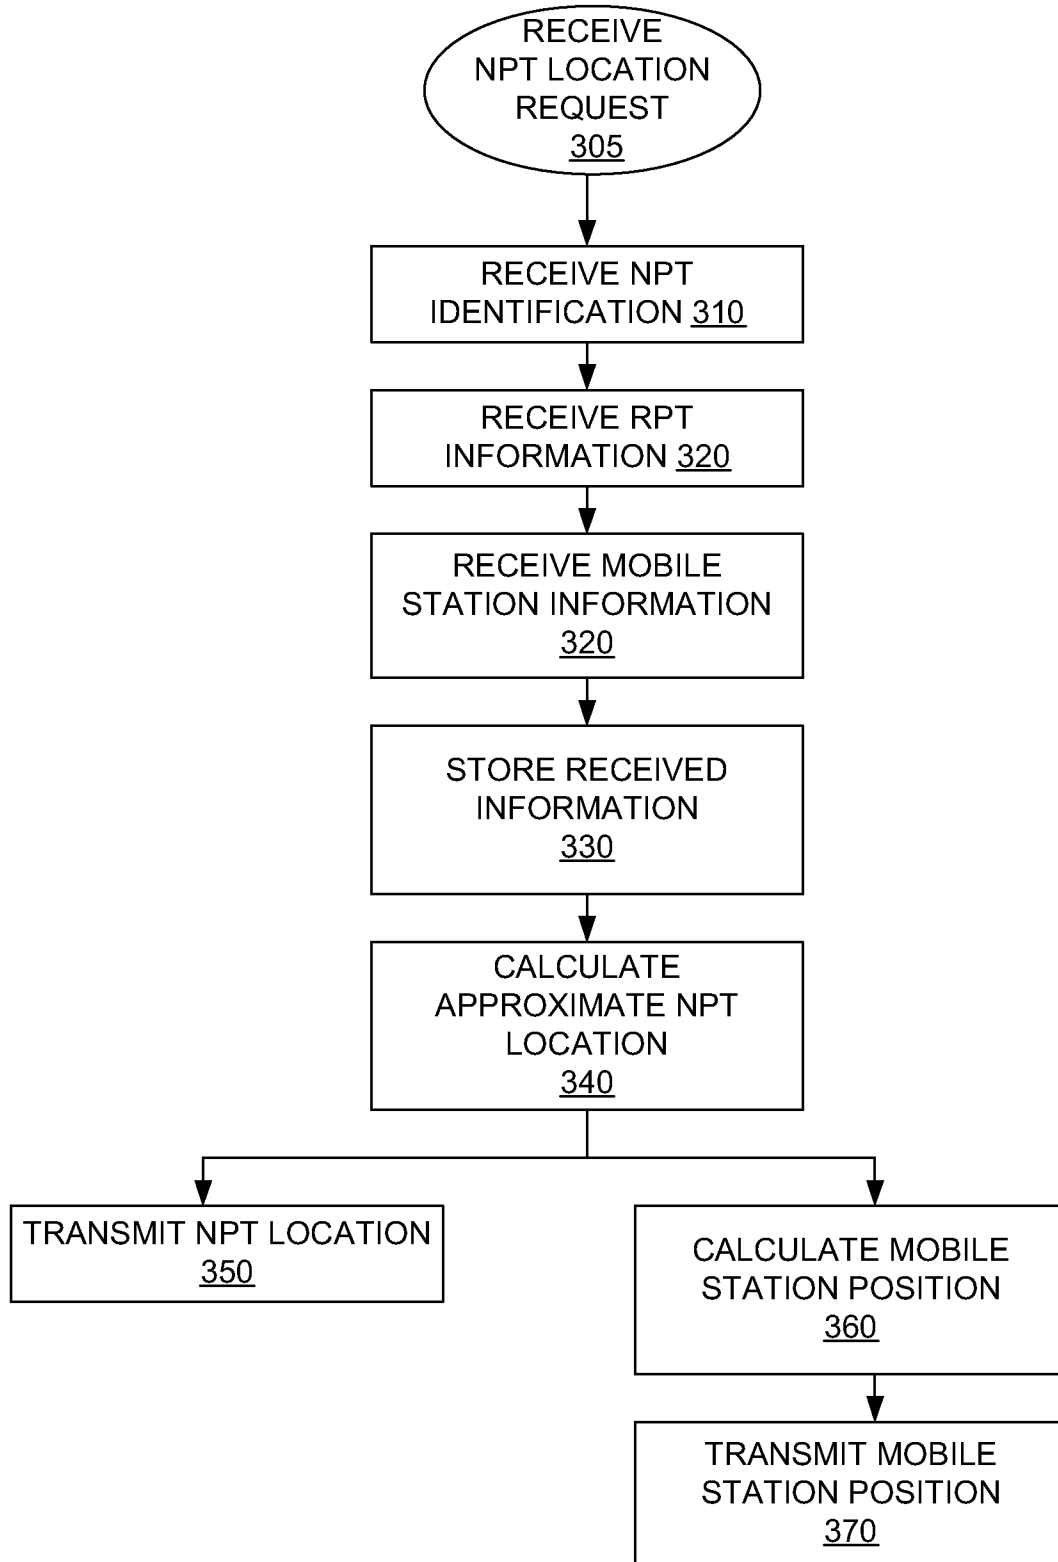 RECEIVE
NPT LOCATION
REQUEST
305
RECEIVE NPT
IDENTIFICATION 310
RECEIVE RPT
INFORMATION 320
RECEIVE MOBILE
STATION INFORMATION
320
STORE RECEIVED
INFORMATION
330
CALCULATE
APPROXIMATE NPT
LOCATION
340
TRANSMIT NPT LOCATION
350
CALCULATE MOBILE
STATION POSITION
360
TRANSMIT MOBILE
STATION POSITION
370